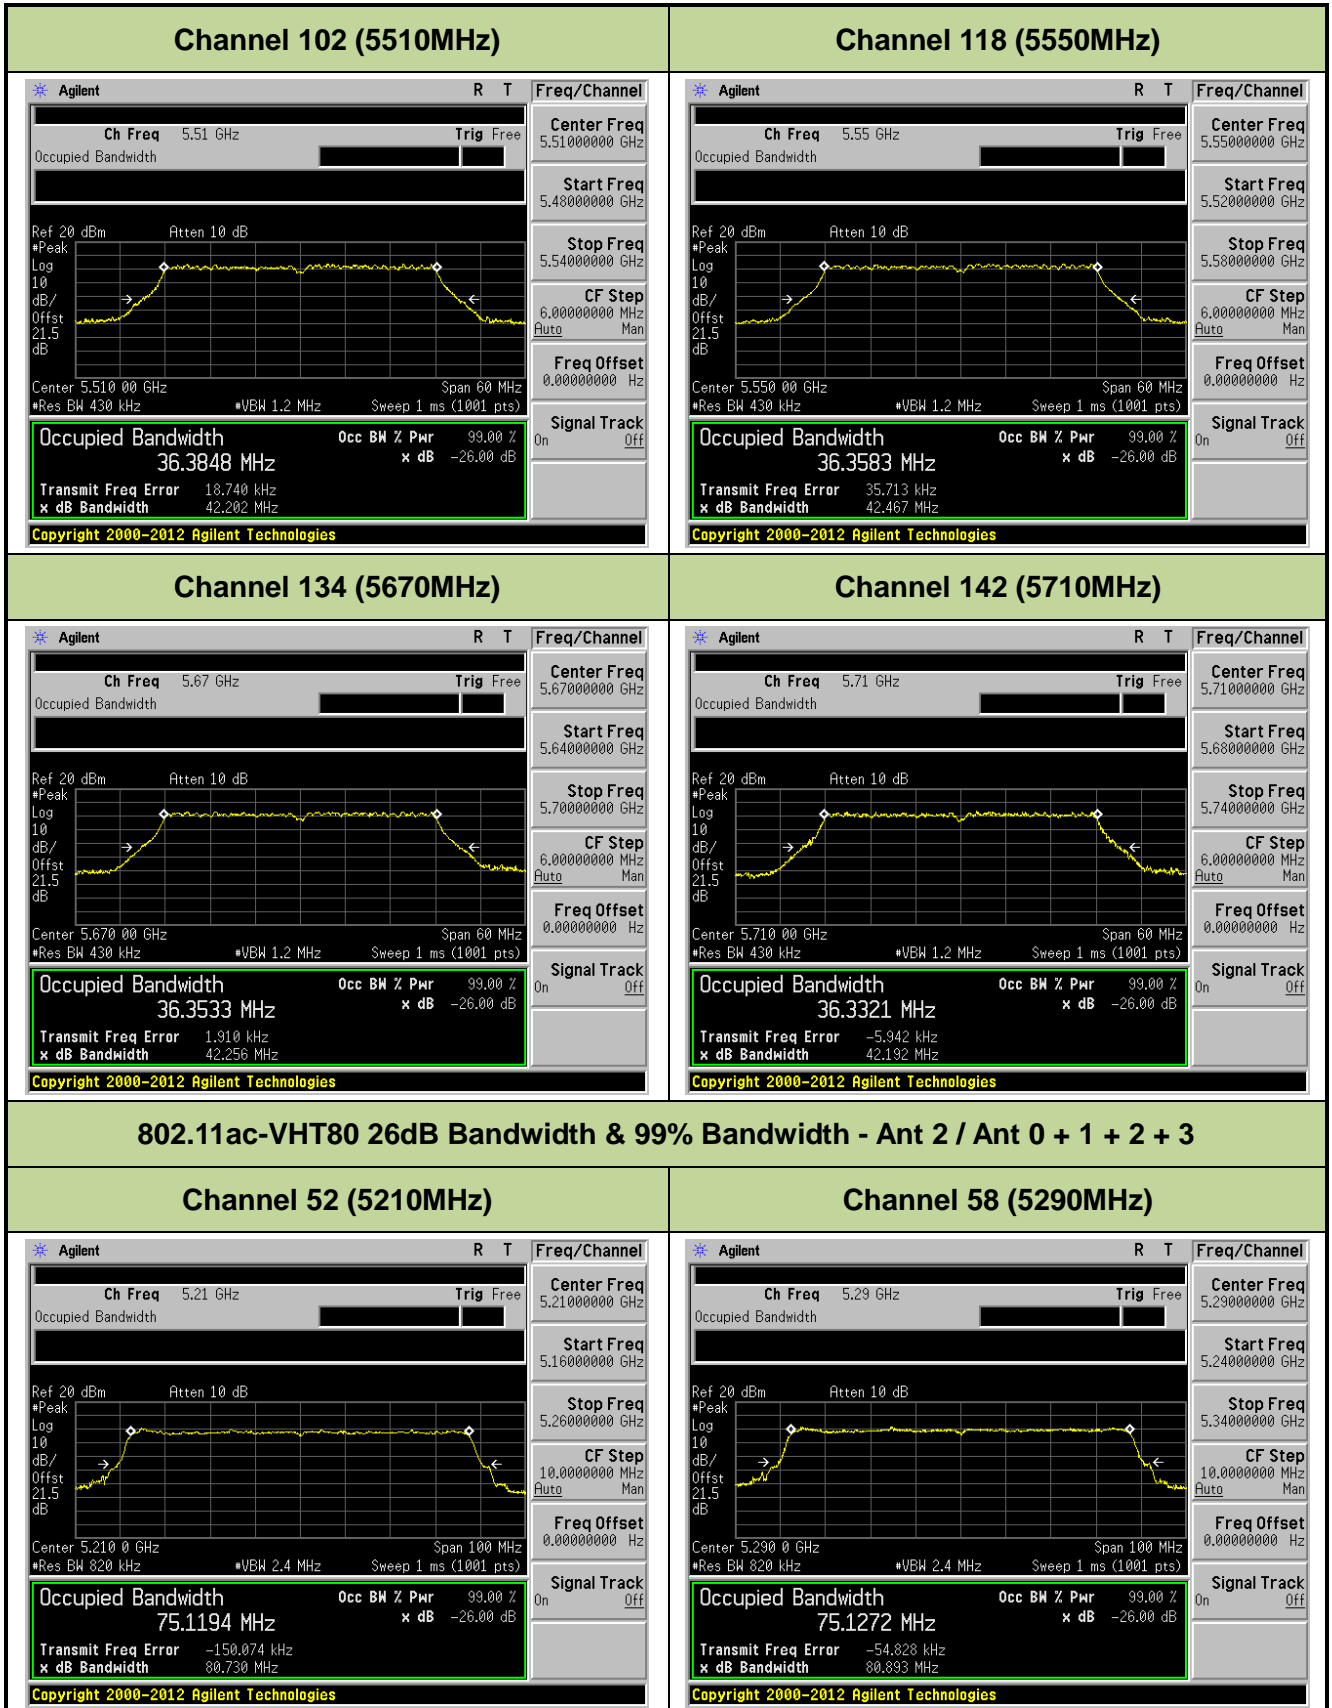 Channel 102 (5510MHz)
Channel 118 (5550MHz)
Agilent R T Freq/Channel
Ch Freq 5.51 GHz Trig Free
Occupied Bandwidth
Center Freq
5.51000000 GHz
Start Freq
5.48000000 GHz
Stop Freq
5.54000000 GHz
CF Step
6.00000000 MHz
Auto Man
Freq Offset
0.00000000 Hz
Signal Track
On Off
Ref 20 dBm Atten 10 dB
#Peak
Log
10
dB/
Offst
21.5
dB
Center 5.510 00 GHz Span 60 MHz
#Res BW 430 kHz #VBW 1.2 MHz Sweep 1 ms (1001 pts)
Occupied Bandwidth Occ BW % Pwr 99.00 %
36.3848 MHz x dB -26.00 dB
Transmit Freq Error 18.740 kHz
x dB Bandwidth 42.202 MHz
Copyright 2000-2012 Agilent Technologies
Agilent R T Freq/Channel
Ch Freq 5.55 GHz Trig Free
Occupied Bandwidth
Center Freq
5.55000000 GHz
Start Freq
5.52000000 GHz
Stop Freq
5.58000000 GHz
CF Step
6.00000000 MHz
Auto Man
Freq Offset
0.00000000 Hz
Signal Track
On Off
Ref 20 dBm Atten 10 dB
#Peak
Log
10
dB/
Offst
21.5
dB
Center 5.550 00 GHz Span 60 MHz
#Res BW 430 kHz #VBW 1.2 MHz Sweep 1 ms (1001 pts)
Occupied Bandwidth Occ BW % Pwr 99.00 %
36.3583 MHz x dB -26.00 dB
Transmit Freq Error 35.713 kHz
x dB Bandwidth 42.467 MHz
Copyright 2000-2012 Agilent Technologies
Channel 134 (5670MHz)
Channel 142 (5710MHz)
Agilent R T Freq/Channel
Ch Freq 5.67 GHz Trig Free
Occupied Bandwidth
Center Freq
5.67000000 GHz
Start Freq
5.64000000 GHz
Stop Freq
5.70000000 GHz
CF Step
6.00000000 MHz
Auto Man
Freq Offset
0.00000000 Hz
Signal Track
On Off
Ref 20 dBm Atten 10 dB
#Peak
Log
10
dB/
Offst
21.5
dB
Center 5.670 00 GHz Span 60 MHz
#Res BW 430 kHz #VBW 1.2 MHz Sweep 1 ms (1001 pts)
Occupied Bandwidth Occ BW % Pwr 99.00 %
36.3533 MHz x dB -26.00 dB
Transmit Freq Error 1.910 kHz
x dB Bandwidth 42.256 MHz
Copyright 2000-2012 Agilent Technologies
Agilent R T Freq/Channel
Ch Freq 5.71 GHz Trig Free
Occupied Bandwidth
Center Freq
5.71000000 GHz
Start Freq
5.68000000 GHz
Stop Freq
5.74000000 GHz
CF Step
6.00000000 MHz
Auto Man
Freq Offset
0.00000000 Hz
Signal Track
On Off
Ref 20 dBm Atten 10 dB
#Peak
Log
10
dB/
Offst
21.5
dB
Center 5.710 00 GHz Span 60 MHz
#Res BW 430 kHz #VBW 1.2 MHz Sweep 1 ms (1001 pts)
Occupied Bandwidth Occ BW % Pwr 99.00 %
36.3321 MHz x dB -26.00 dB
Transmit Freq Error -5.942 kHz
x dB Bandwidth 42.192 MHz
Copyright 2000-2012 Agilent Technologies
802.11ac-VHT80 26dB Bandwidth & 99% Bandwidth - Ant 2 / Ant 0 + 1 + 2 + 3
Channel 52 (5210MHz)
Channel 58 (5290MHz)
Agilent R T Freq/Channel
Ch Freq 5.21 GHz Trig Free
Occupied Bandwidth
Center Freq
5.21000000 GHz
Start Freq
5.16000000 GHz
Stop Freq
5.26000000 GHz
CF Step
10.0000000 MHz
Auto Man
Freq Offset
0.00000000 Hz
Signal Track
On Off
Ref 20 dBm Atten 10 dB
#Peak
Log
10
dB/
Offst
21.5
dB
Center 5.210 0 GHz Span 100 MHz
#Res BW 820 kHz #VBW 2.4 MHz Sweep 1 ms (1001 pts)
Occupied Bandwidth Occ BW % Pwr 99.00 %
75.1194 MHz x dB -26.00 dB
Transmit Freq Error -150.074 kHz
x dB Bandwidth 80.730 MHz
Copyright 2000-2012 Agilent Technologies
Agilent R T Freq/Channel
Ch Freq 5.29 GHz Trig Free
Occupied Bandwidth
Center Freq
5.29000000 GHz
Start Freq
5.24000000 GHz
Stop Freq
5.34000000 GHz
CF Step
10.0000000 MHz
Auto Man
Freq Offset
0.00000000 Hz
Signal Track
On Off
Ref 20 dBm Atten 10 dB
#Peak
Log
10
dB/
Offst
21.5
dB
Center 5.290 0 GHz Span 100 MHz
#Res BW 820 kHz #VBW 2.4 MHz Sweep 1 ms (1001 pts)
Occupied Bandwidth Occ BW % Pwr 99.00 %
75.1272 MHz x dB -26.00 dB
Transmit Freq Error -54.828 kHz
x dB Bandwidth 80.893 MHz
Copyright 2000-2012 Agilent Technologies